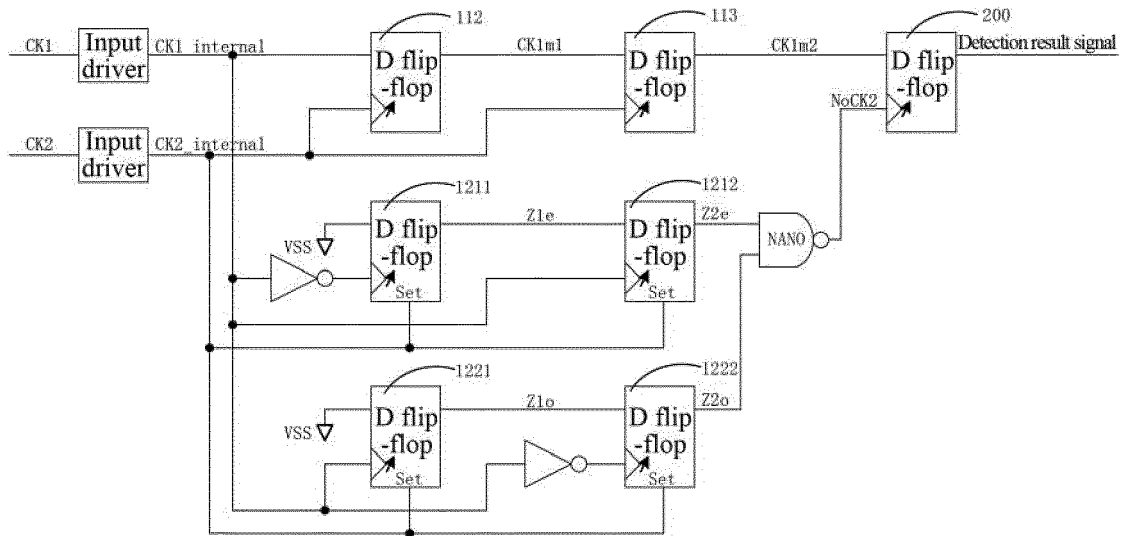 112
113
200
CK1
Input driver
CK1_internal
D flip -flop
CK1m1
D flip -flop
CK1m2
D flip -flop
Detection result signal
NoCK2
CK2
Input driver
CK2_internal
1211
1212
VSS
D flip -flop
Set
Z1e
D flip -flop
Set
Z2e
NANO
1221
1222
VSS
D flip -flop
Set
Z1o
D flip -flop
Set
Z2o